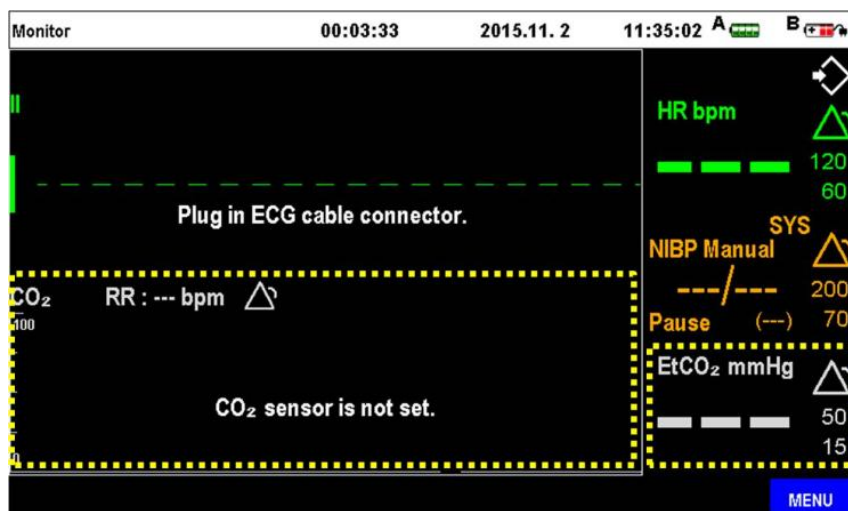 Monitor 00:03:33 2015.11. 2 11:35:02 A B
II
HR bpm
--- 
120
60
Plug in ECG cable connector.
SYS
NIBP Manual
---/---
200
Pause (---) 70
CO₂ RR : --- bpm
100
CO₂ sensor is not set.
0
EtCO₂ mmHg
---
50
15
MENU